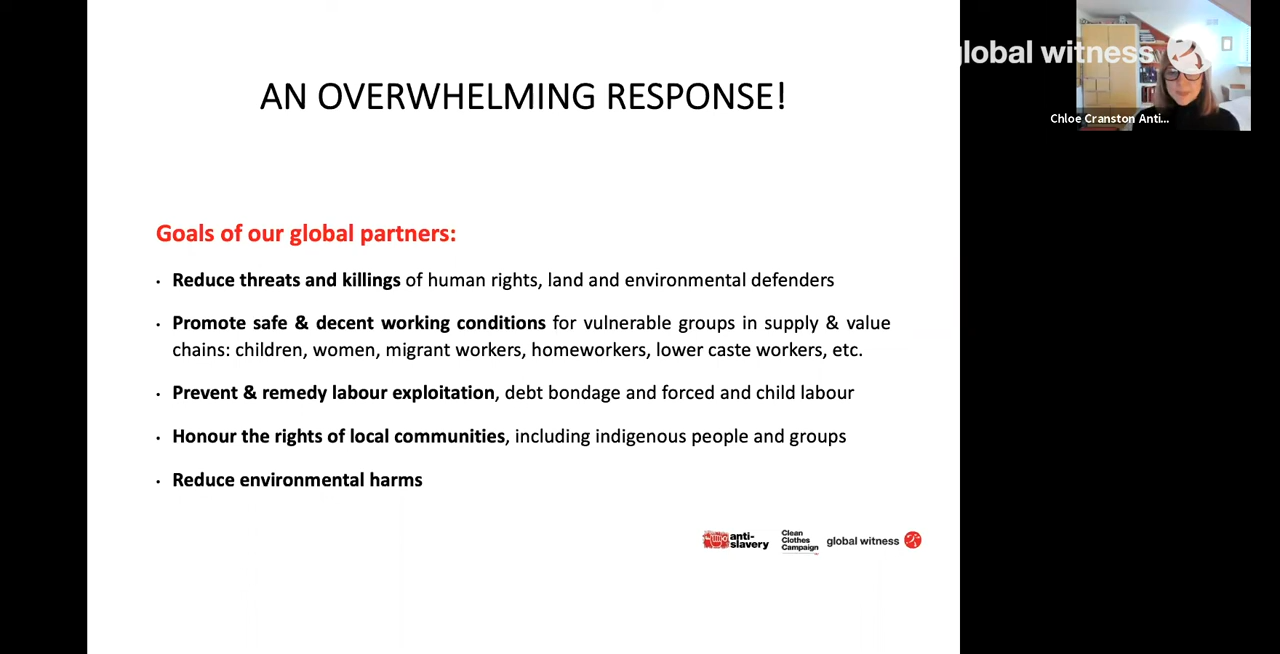 AN OVERWHELMING RESPONSE!
global witness
Chloe Cranston Anti...
Goals of our global partners:
• Reduce threats and killings of human rights, land and environmental defenders
• Promote safe & decent working conditions for vulnerable groups in supply & value
chains: children, women, migrant workers, homeworkers, lower caste workers, etc.
• Prevent & remedy labour exploitation, debt bondage and forced and child labour
• Honour the rights of local communities, including indigenous people and groups
• Reduce environmental harms
anti-
slavery
Clean
Clothes
Campaign
global witness